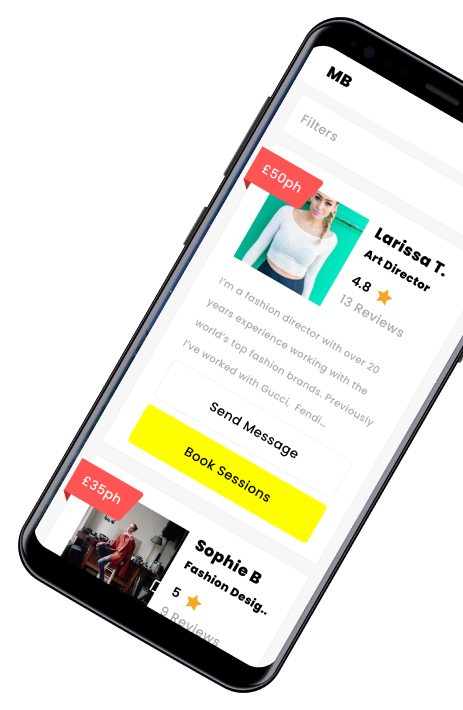 MB
Filters
£50ph
Larissa T.
Art Director
4.8
13 Reviews
I'm a fashion director with over 20
years experience working with the
world's top fashion brands. Previously
I've worked with Gucci, Fendi..
Send Message
Book Sessions
£35ph
Sophie B
Fashion Desig..
5
9 Reviews